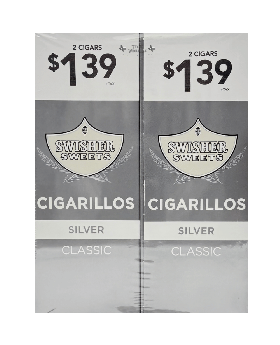 2 CIGARS
$1.39
SWISHER
SWEETS
CIGARILLOS
SILVER
CLASSIC
2 CIGARS
$1.39
SWISHER
SWEETS
CIGARILLOS
SILVER
CLASSIC